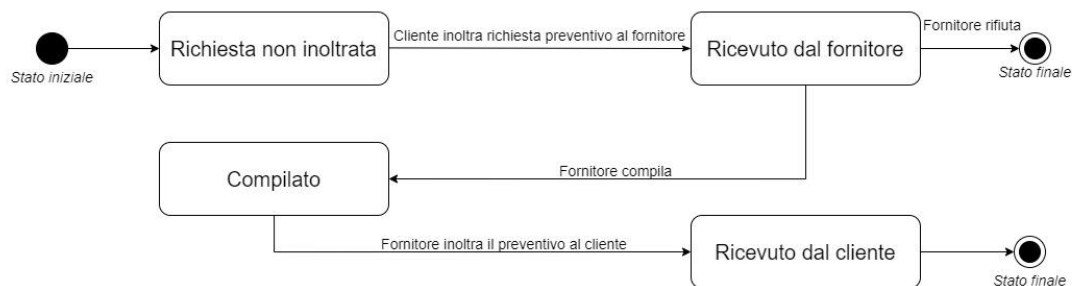 Richiesta non inoltrata
Cliente inoltra richiesta preventivo al fornitore
Ricevuto dal fornitore
Fornitore rifiuta
Stato iniziale
Stato finale
Compilato
Fornitore compila
Fornitore inoltra il preventivo al cliente
Ricevuto dal cliente
Stato finale